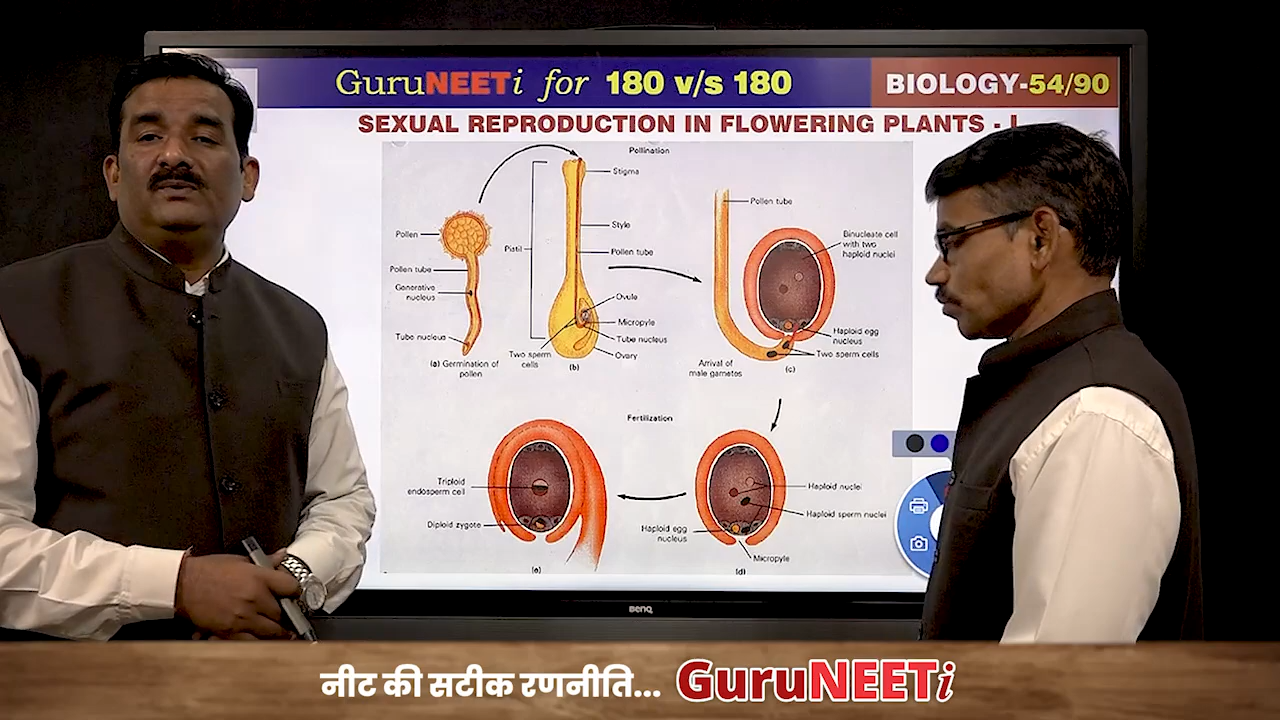 GuruNEETi for 180 v/s 180
BIOLOGY-54/90
SEXUAL REPRODUCTION IN FLOWERING PLANTS - I
Pollination
Stigma
Pollen tube
Pollen
Style
Binucleate cell
with two
haploid nuclei
Pistil
Pollen tube
Pollen tube
Generative
nucleus
Ovule
Micropyle
Tube nucleus
Tube nucleus
Haploid egg
nucleus
Two sperm
cells
Ovary
Two sperm cells
(a) Germination of
pollen
(b)
Arrival of
male gametes
(c)
Fertilization
Triploid
endosperm cell
Haploid nuclei
Diploid zygote
Haploid sperm nuclei
Haploid egg
nucleus
Micropyle
(e)
(d)
BenQ
नीट की सटीक रणनीति... GuruNEETi